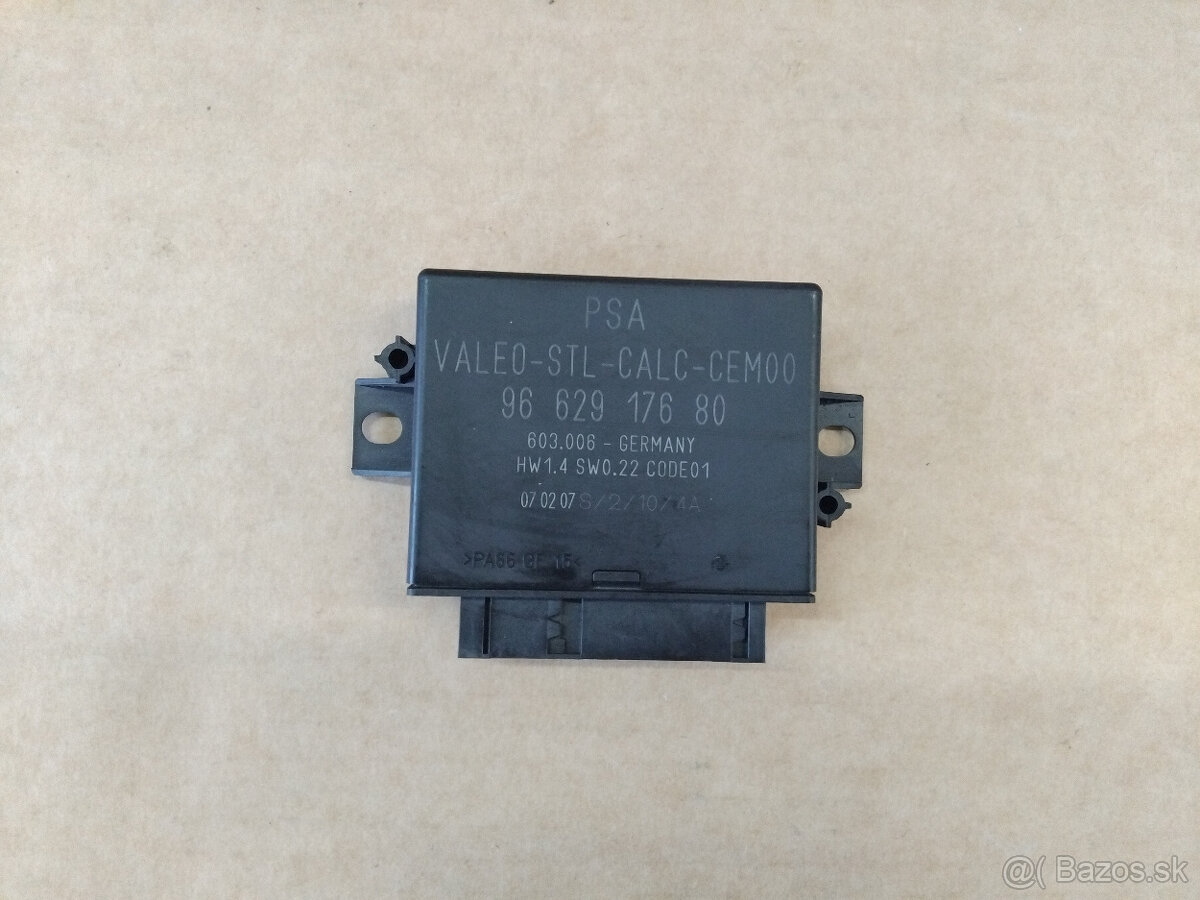 PSA
VALEO-STL-CALC-CEM00
96 629 176 80
603.006 - GERMANY
HW1.4 SW0.22 CODE01
07 02 07 S/2/10/4A
>PA66 GF 15<
@( Bazos.sk